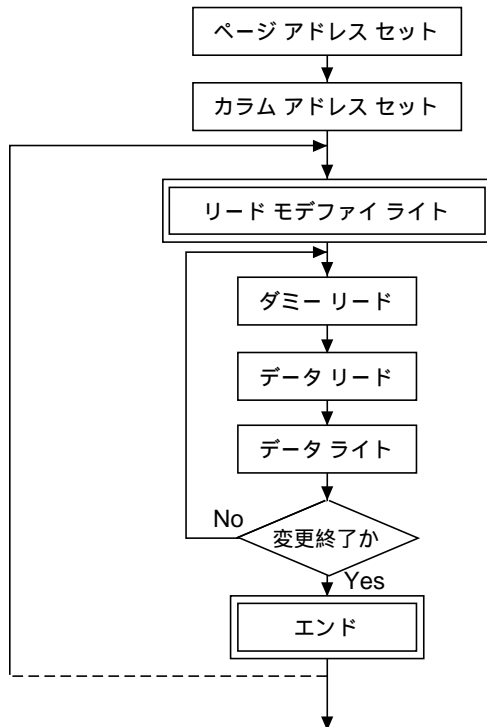 ページ アドレス セット
カラム アドレス セット
リード モデファイ ライト
ダミー リード
データ リード
データ ライト
No
変更終了か
Yes
エンド